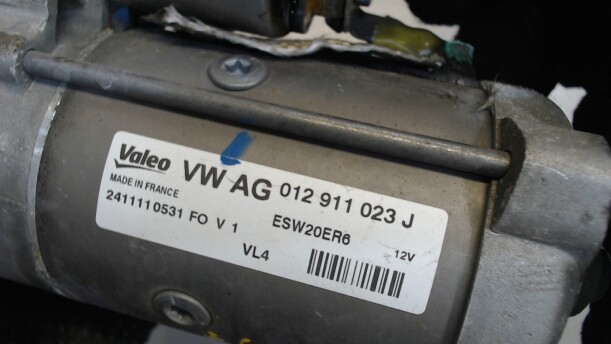 Valeo VW AG 012 911 023 J
MADE IN FRANCE
2411110531 FO V 1 ESW20ER6 12V
VL4